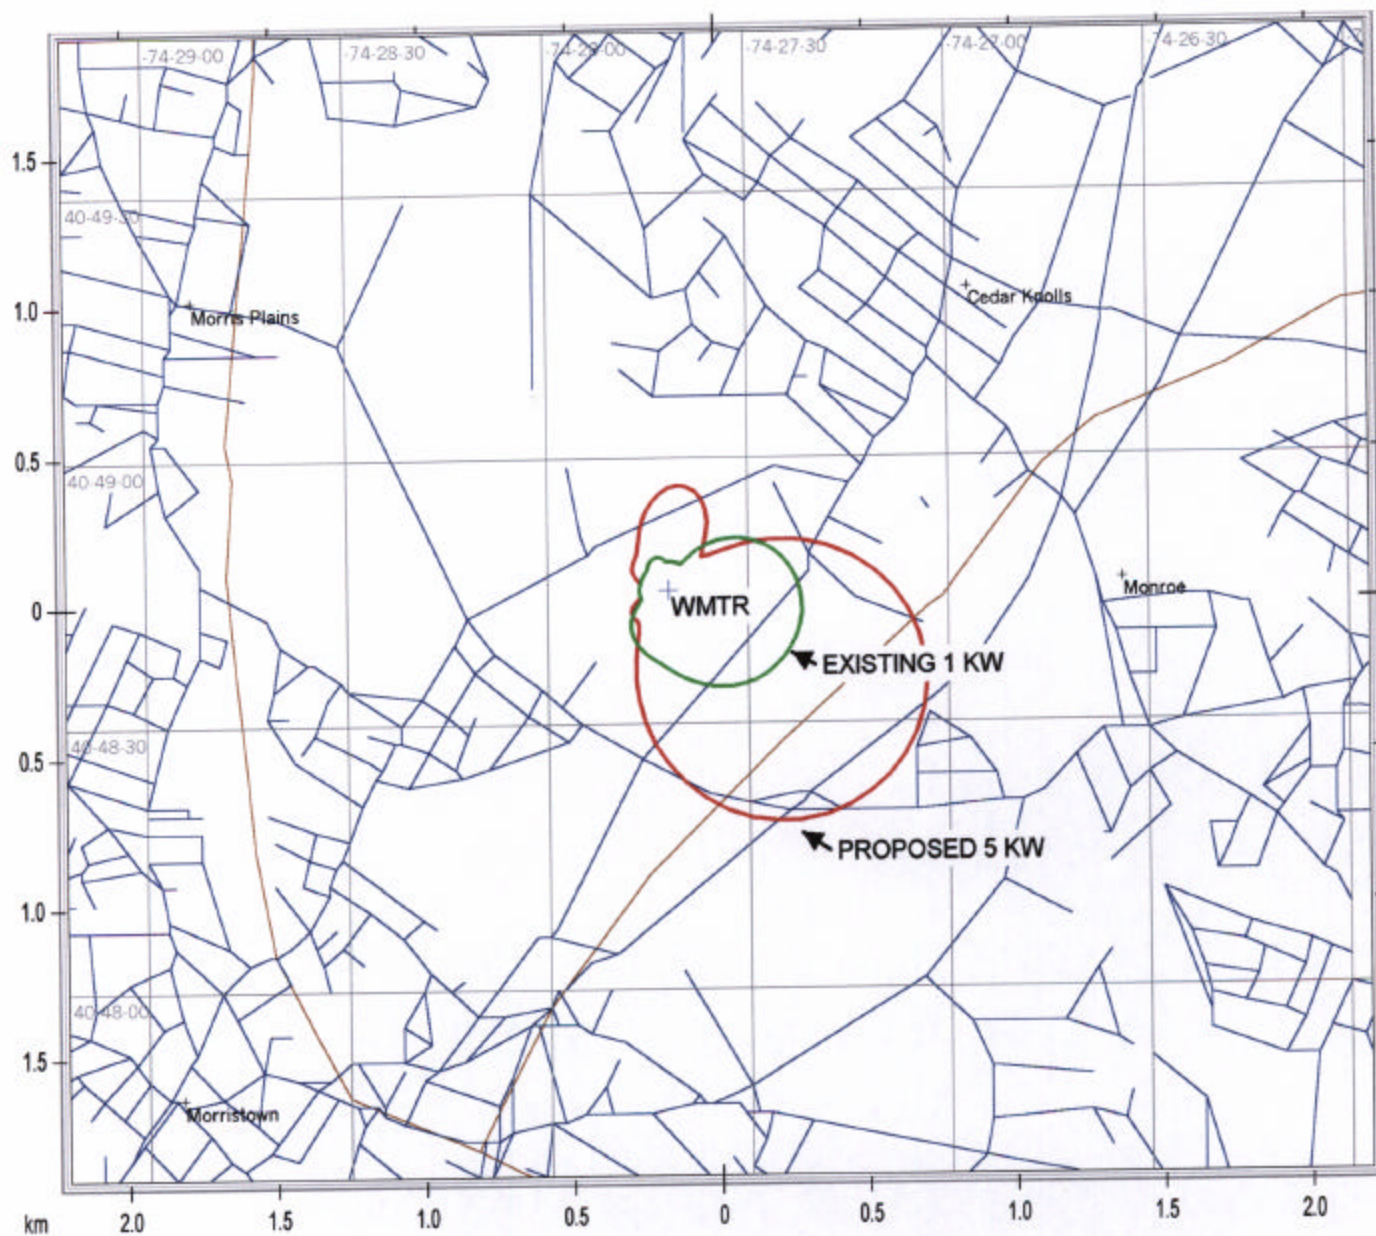 -74-29-00
-74-28-30
-74-28-00
-74-27-30
-74-27-00
-74-26-30
-7
1.5
40-49-30
Cedar Knolls
1.0
Morris Plains
0.5
40-49-00
Monroe
0
WMTR
EXISTING 1 KW
40-48-30
0.5
PROPOSED 5 KW
1.0
40-48-00
1.5
Morristown
km 2.0 1.5 1.0 0.5 0 0.5 1.0 1.5 2.0